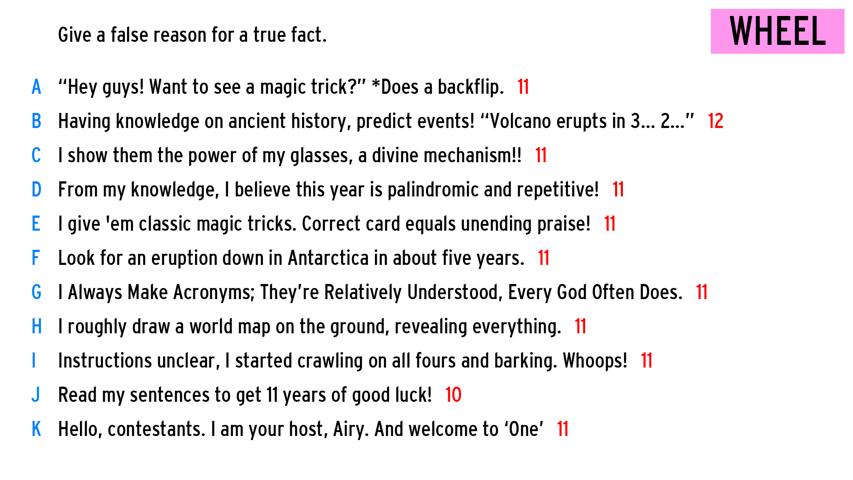 Give a false reason for a true fact.
WHEEL
A “Hey guys! Want to see a magic trick?” *Does a backflip. 11
B Having knowledge on ancient history, predict events! “Volcano erupts in 3... 2...” 12
C I show them the power of my glasses, a divine mechanism!! 11
D From my knowledge, I believe this year is palindromic and repetitive! 11
E I give 'em classic magic tricks. Correct card equals unending praise! 11
F Look for an eruption down in Antarctica in about five years. 11
G I Always Make Acronyms; They’re Relatively Understood, Every God Often Does. 11
H I roughly draw a world map on the ground, revealing everything. 11
I Instructions unclear, I started crawling on all fours and barking. Whoops! 11
J Read my sentences to get 11 years of good luck! 10
K Hello, contestants. I am your host, Airy. And welcome to ‘One’ 11